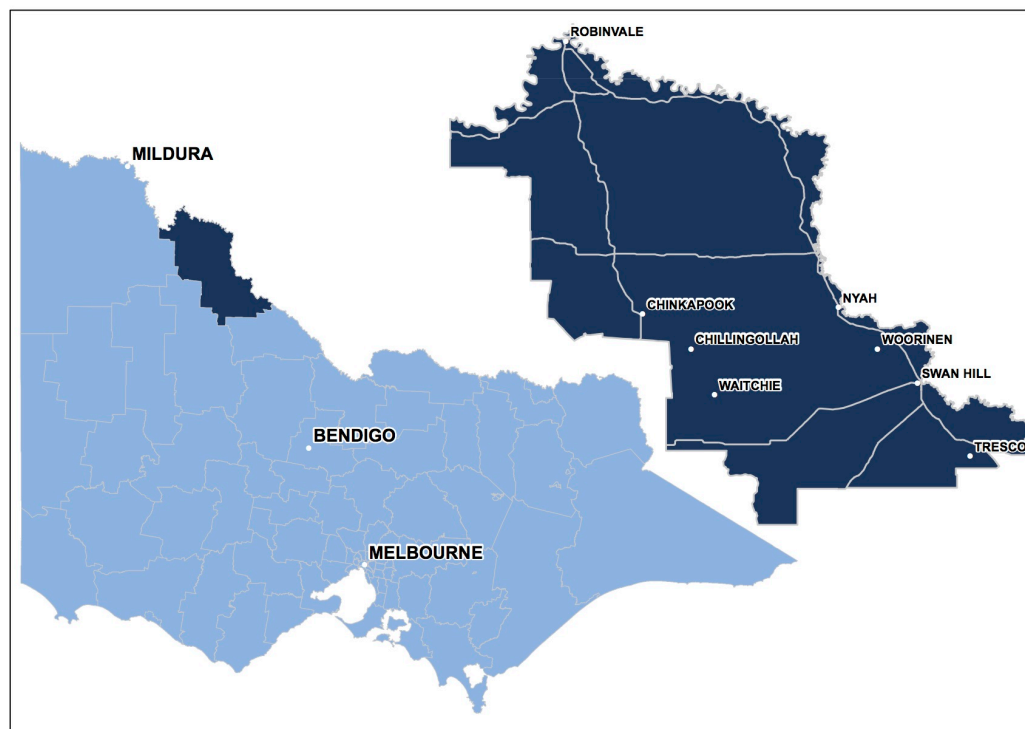 ROBINVALE
MILDURA
NYAH
CHINKAPOOK
WOORINEN
CHILLINGOLLAH
SWAN HILL
WAITCHIE
BENDIGO
TRESCO
MELBOURNE